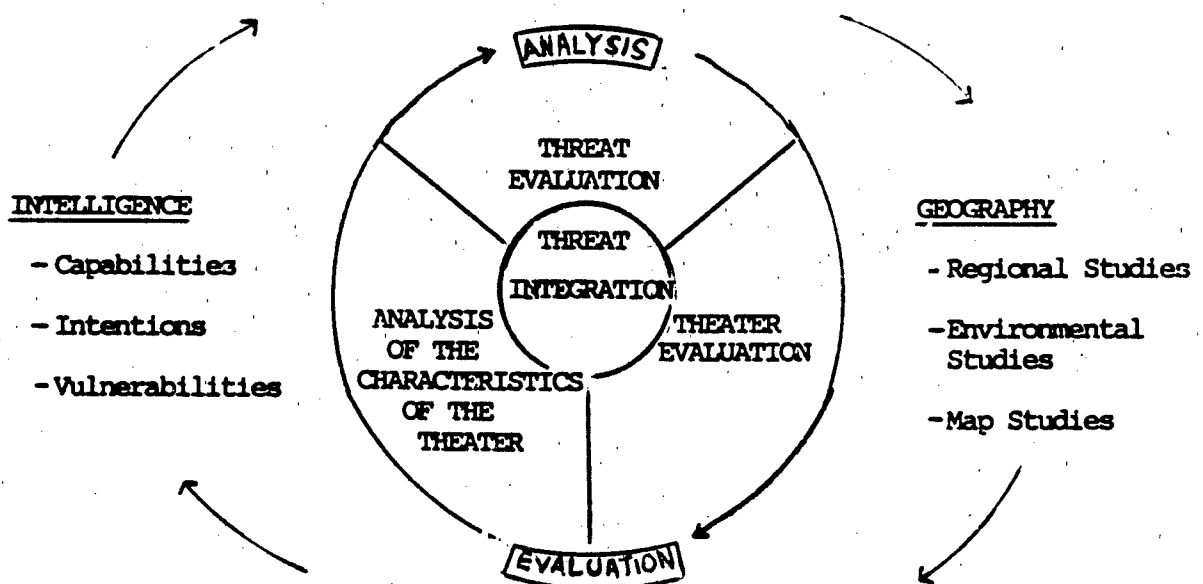 ANALYSIS
THREAT
EVALUATION
THREAT
INTEGRATION
ANALYSIS
OF THE
CHARACTERISTICS
OF THE
THEATER
THEATER
EVALUATION
EVALUATION
INTELLIGENCE
- Capabilities
- Intentions
- Vulnerabilities
GEOGRAPHY
- Regional Studies
- Environmental
Studies
- Map Studies